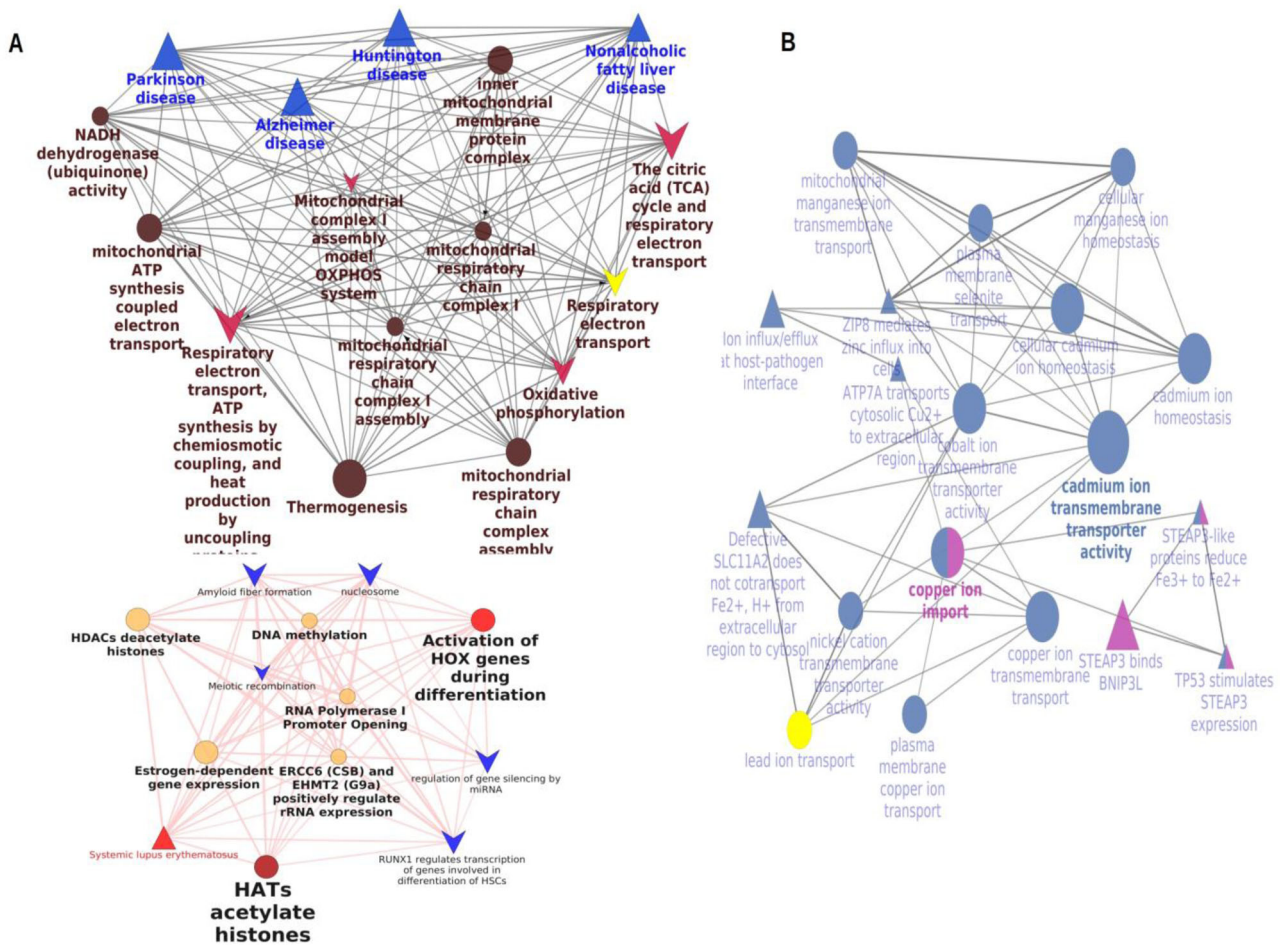 A
B
Parkinson
disease
Huntington
disease
Nonalcoholic
fatty liver
disease
Alzheimer
disease
inner
mitochondrial
membrane
protein
complex
NADH
dehydrogenase
(ubiquinone)
activity
The citric
acid (TCA)
cycle and
respiratory
electron
transport
Mitochondrial
complex I
assembly
model
OXPHOS
system
mitochondrial
respiratory
chain
complex I
mitochondrial
ATP
synthesis
coupled
electron
transport
Respiratory
electron
transport
Respiratory
electron
transport,
ATP
synthesis by
chemiosmotic
coupling, and
heat
production
by
uncoupling
mitochondrial
respiratory
chain
complex I
assembly
Oxidative
phosphorylation
Thermogenesis
mitochondrial
respiratory
chain
complex
assembly
Amyloid fiber formation
nucleosome
HDACs deacetylate
histones
DNA methylation
Activation of
HOX genes
during
differentiation
Meiotic recombination
RNA Polymerase I
Promoter Opening
Estrogen-dependent
gene expression
ERCC6 (CSB) and
EHMT2 (G9a)
positively regulate
rRNA expression
regulation of gene silencing by
miRNA
Systemic lupus erythematosus
HATs
acetylate
histones
RUNX1 regulates transcription
of genes involved in
differentiation of HSCs
mitochondrial
manganese ion
transmembrane
transport
cellular
manganese ion
homeostasis
plasma
membrane
selenite
transport
Ion influx/efflux
at host-pathogen
interface
ZIP8 mediates
zinc influx into
cells
cellular cadmium
ion homeostasis
cadmium ion
homeostasis
ATP7A transports
cytosolic Cu2+
to extracellular
region
cobalt ion
transmembrane
transporter
activity
cadmium ion
transmembrane
transporter
activity
Defective
SLC11A2 does
not cotransport
Fe2+, H+ from
extracellular
region to cytosol
STEAP3-like
proteins reduce
Fe3+ to Fe2+
copper ion
import
nickel cation
transmembrane
transporter
activity
copper ion
transmembrane
transport
STEAP3 binds
BNIP3L
TP53 stimulates
STEAP3
expression
lead ion transport
plasma
membrane
copper ion
transport